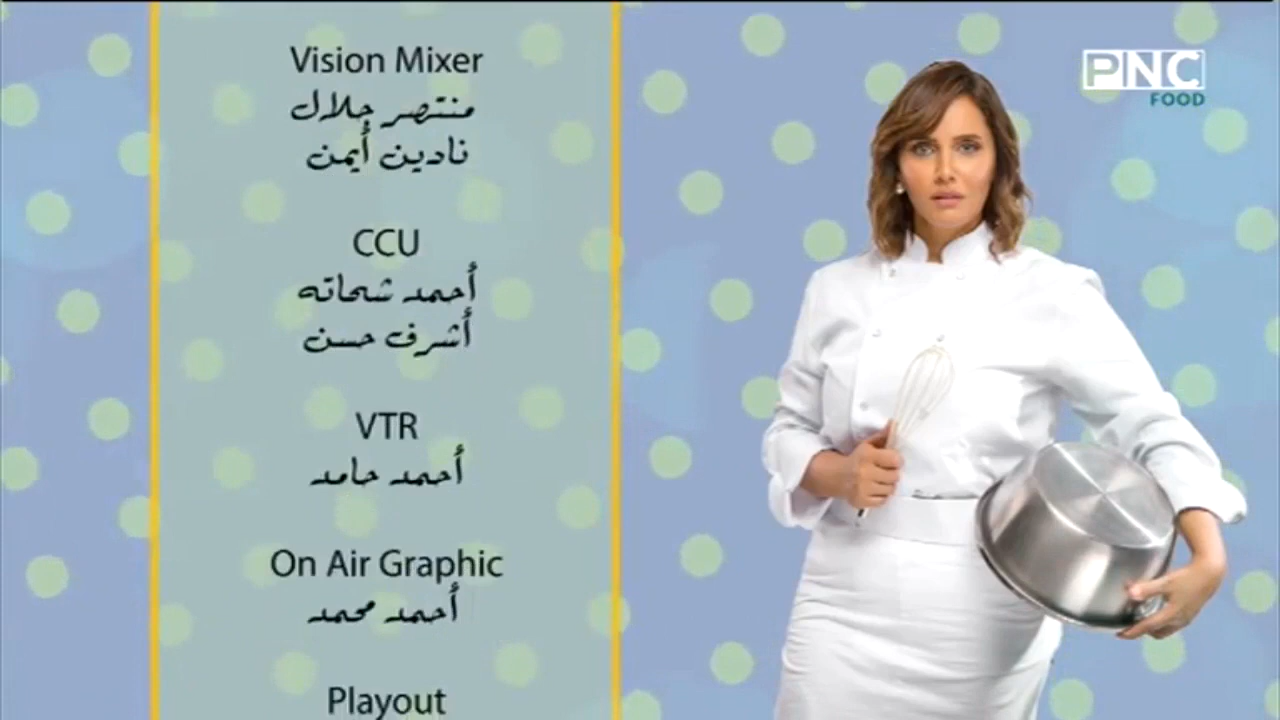 Vision Mixer
منتصر جلال
نادين أيمن
CCU
أحمد شحاته
أشرف حسن
VTR
أحمد حامد
On Air Graphic
أحمد محمد
Playout
PNC
FOOD